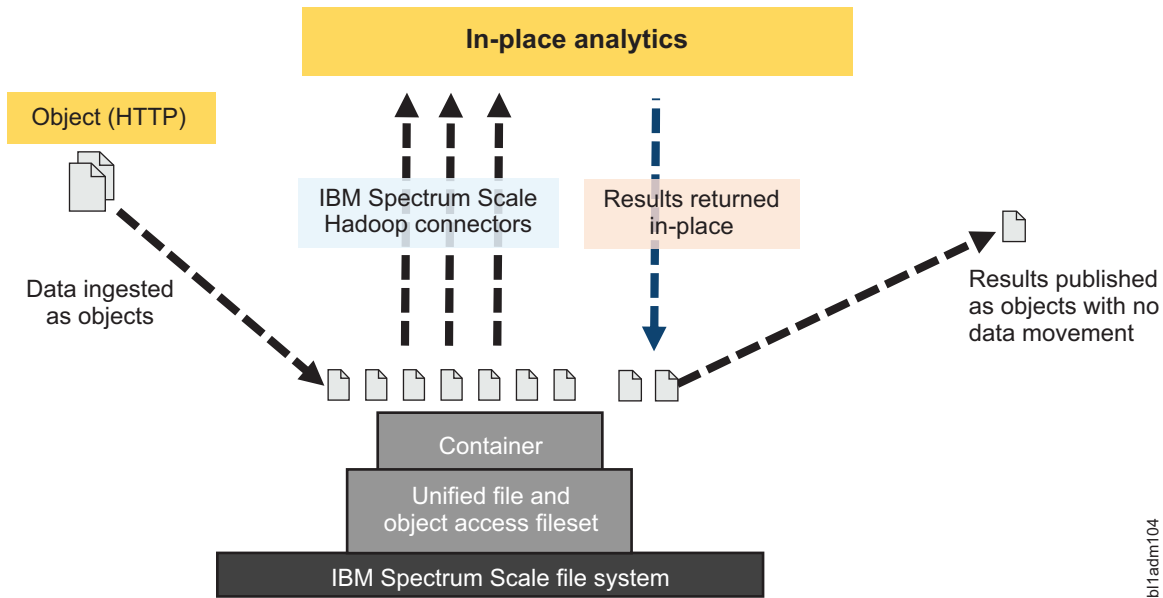 In-place analytics
Object (HTTP)
IBM Spectrum Scale
Hadoop connectors
Results returned
in-place
Data ingested
as objects
Results published
as objects with no
data movement
Container
Unified file and
object access fileset
IBM Spectrum Scale file system
bl1adm104